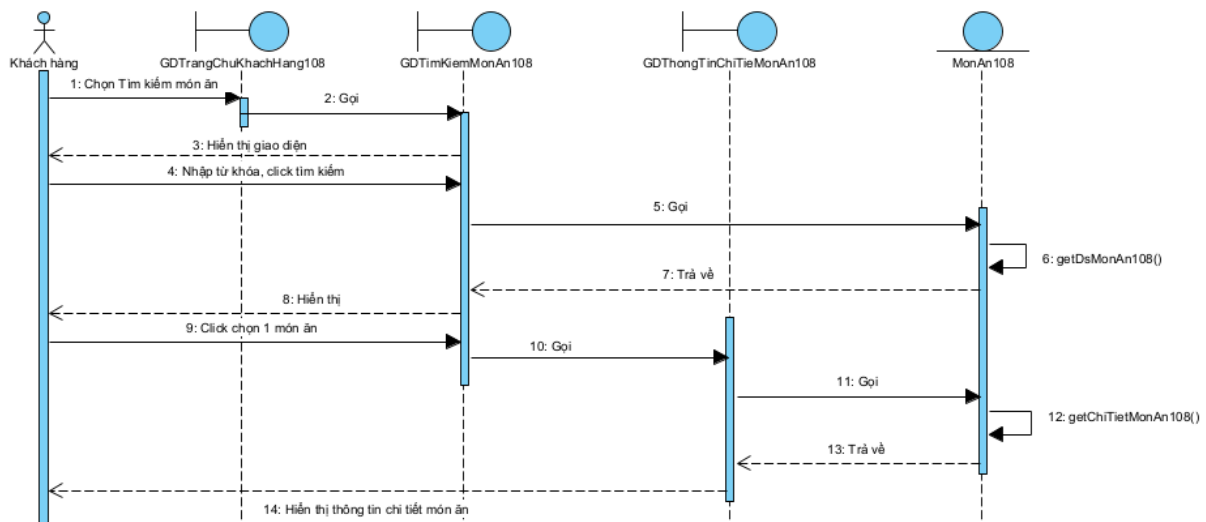 Khách hàng
GDTrangChuKhachHang108
GDTimKiemMonAn108
GDThongTinChiTieMonAn108
MonAn108
1: Chọn Tìm kiếm món ăn
2: Gọi
3: Hiển thị giao diện
4: Nhập từ khóa, click tìm kiếm
5: Gọi
6: getDsMonAn108()
7: Trả về
8: Hiển thị
9: Click chọn 1 món ăn
10: Gọi
11: Gọi
12: getChiTietMonAn108()
13: Trả về
14: Hiển thị thông tin chi tiết món ăn